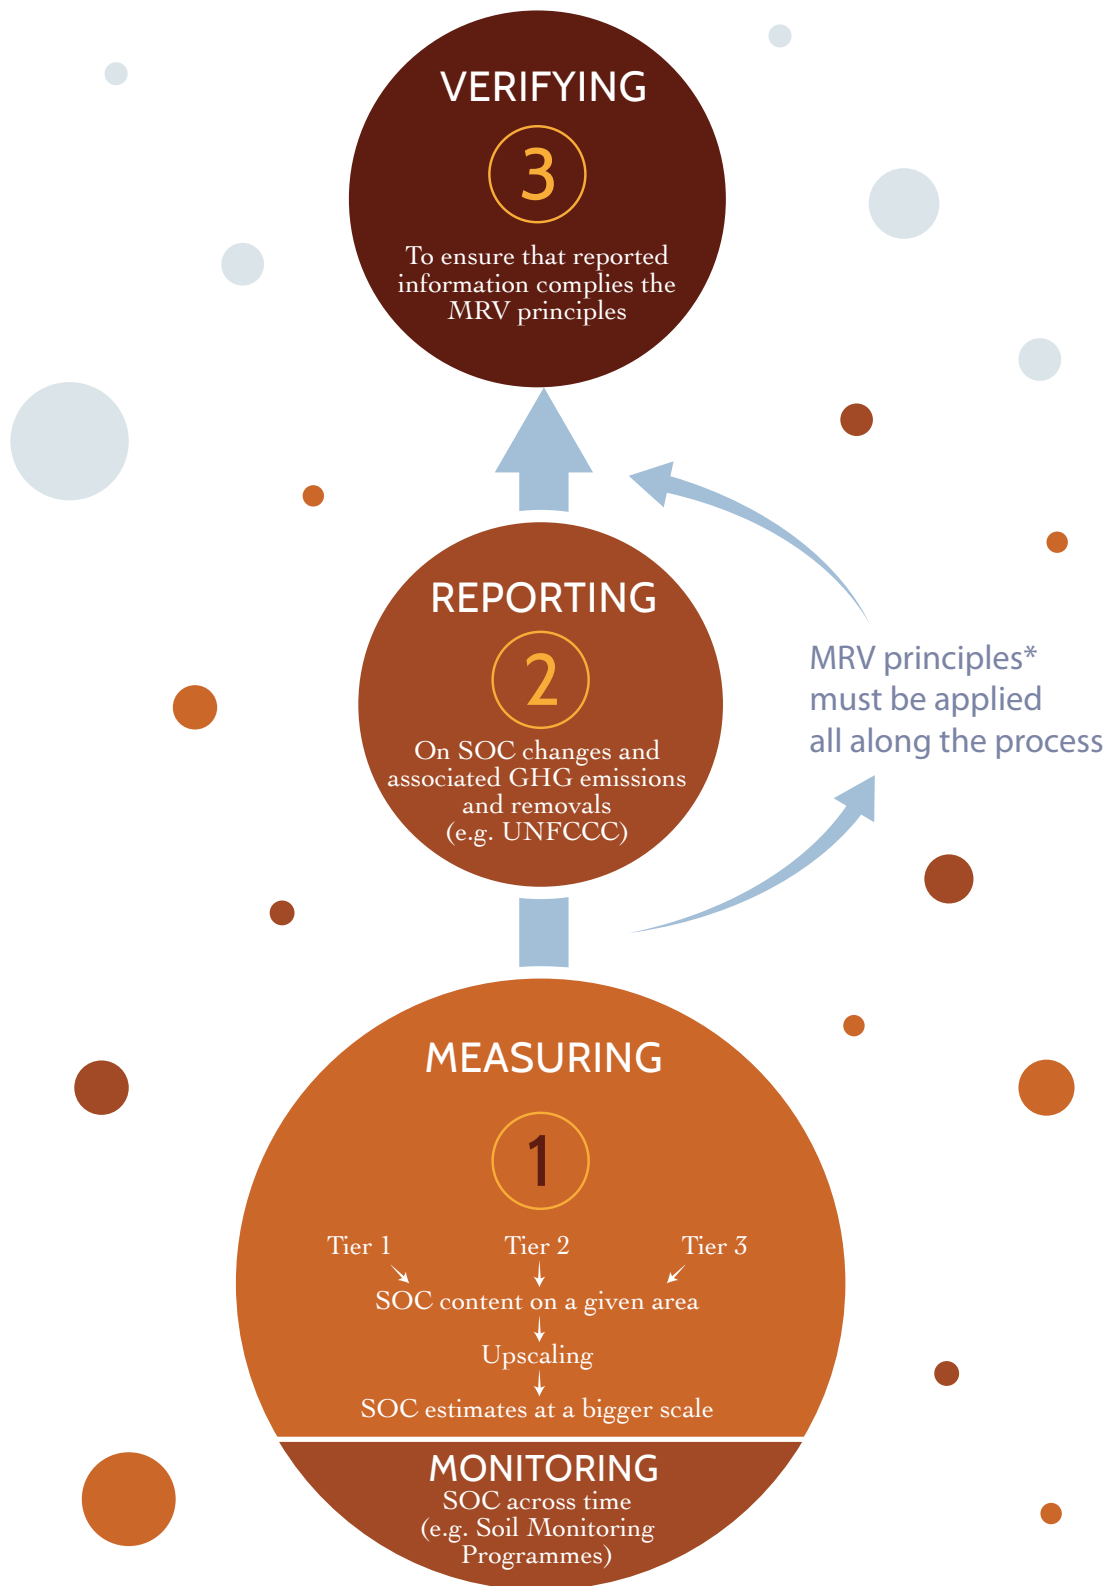 VERIFYING
3
To ensure that reported
information complies the
MRV principles
REPORTING
2
On SOC changes and
associated GHG emissions
and removals
(e.g. UNFCCC)
MRV principles*
must be applied
all along the process
MEASURING
1
Tier 1 Tier 2 Tier 3
SOC content on a given area
Upscaling
SOC estimates at a bigger scale
MONITORING
SOC across time
(e.g. Soil Monitoring
Programmes)